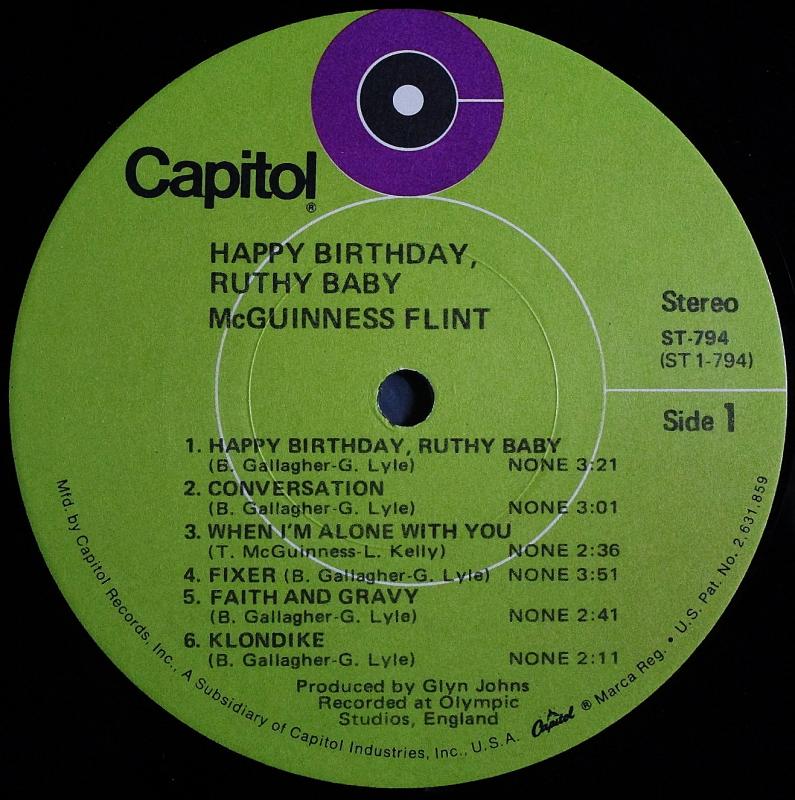 Capitol®
HAPPY BIRTHDAY,
RUTHY BABY
McGUINNESS FLINT
Stereo
ST-794
(ST 1-794)
Side 1
1. HAPPY BIRTHDAY, RUTHY BABY
(B. Gallagher-G. Lyle) NONE 3:21
2. CONVERSATION
(B. Gallagher-G. Lyle) NONE 3:01
3. WHEN I'M ALONE WITH YOU
(T. McGuinness-L. Kelly) NONE 2:36
4. FIXER (B. Gallagher-G. Lyle) NONE 3:51
5. FAITH AND GRAVY
(B. Gallagher-G. Lyle) NONE 2:41
6. KLONDIKE
(B. Gallagher-G. Lyle) NONE 2:11
Produced by Glyn Johns
Recorded at Olympic
Studios, England
Mfd. by Capitol Records, Inc., A Subsidiary of Capitol Industries, Inc., U.S.A. Capitol ® Marca Reg. • U.S. Pat. No. 2,631,859